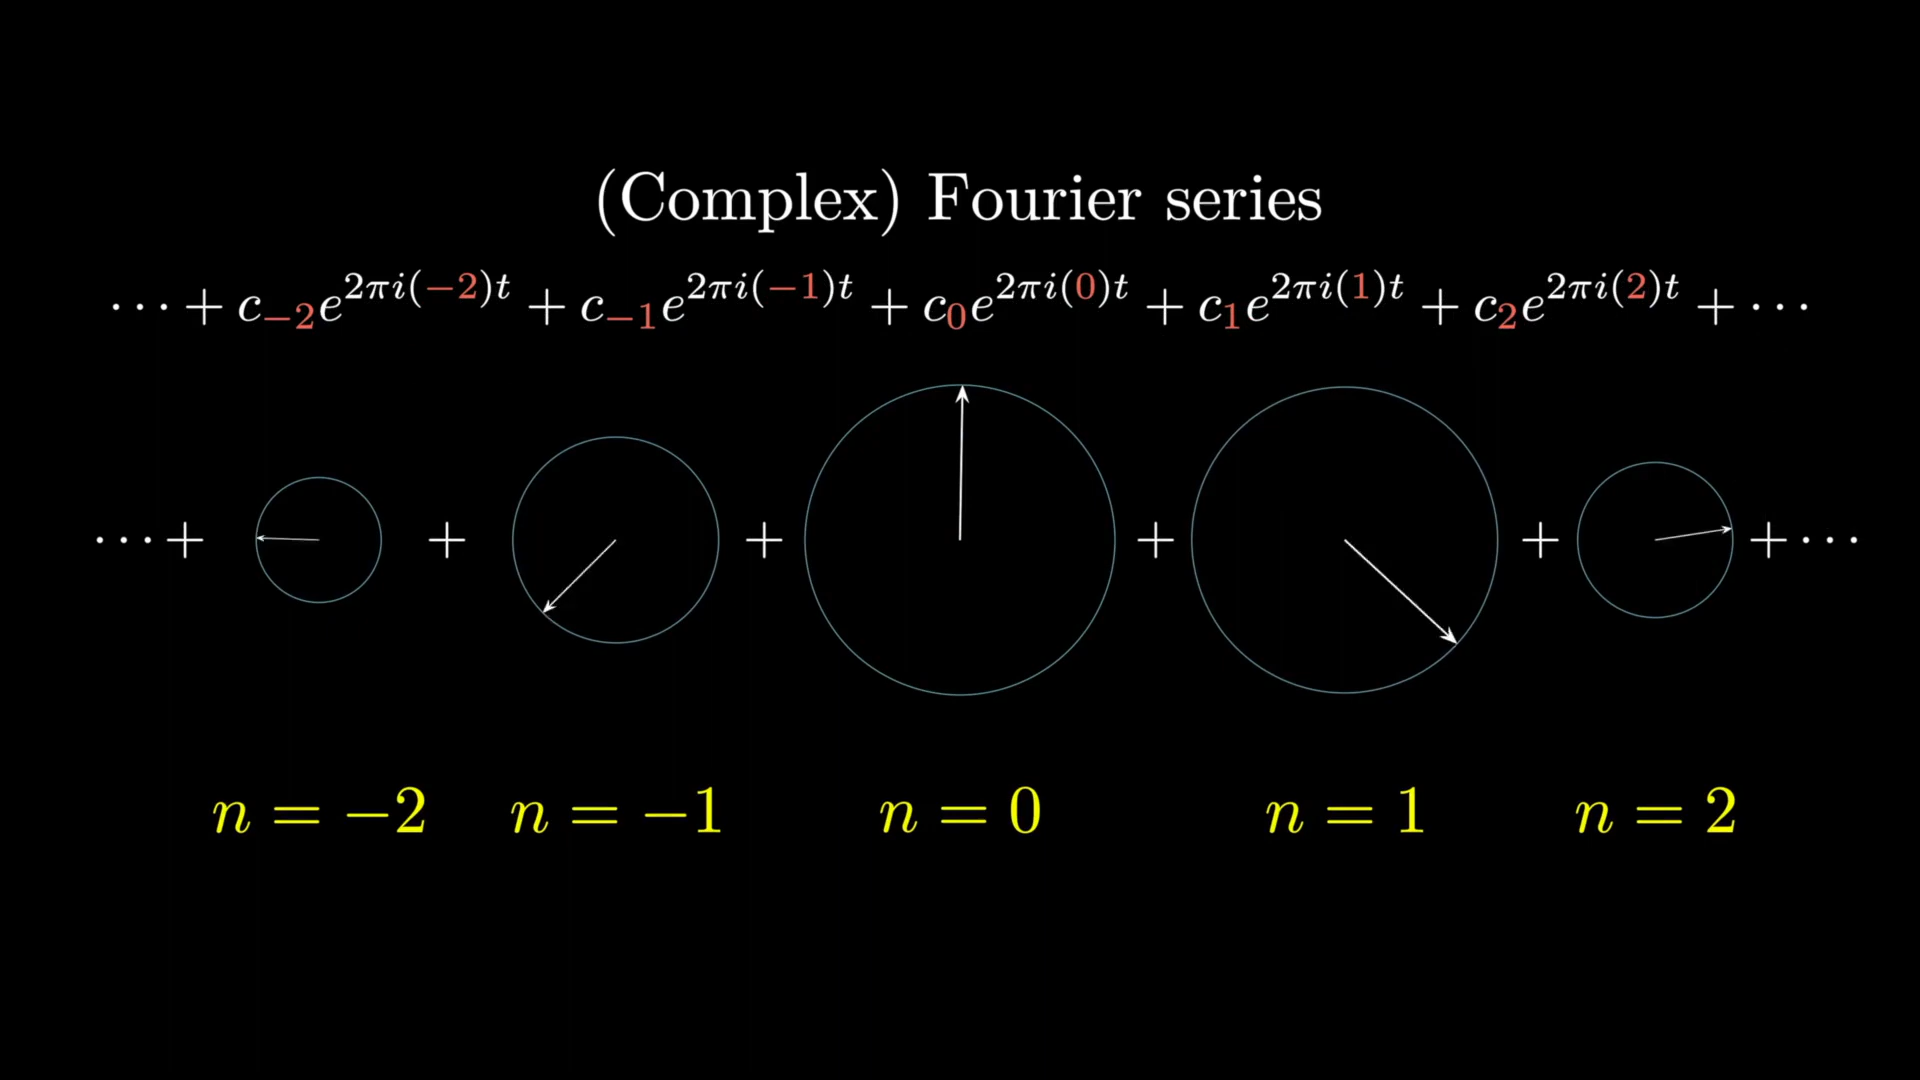 (Complex) Fourier series
⋯ + c₋₂e^{2πi(−2)t} + c₋₁e^{2πi(−1)t} + c₀e^{2πi(0)t} + c₁e^{2πi(1)t} + c₂e^{2πi(2)t} + ⋯
⋯ + + + + + + ⋯
n = −2 n = −1 n = 0 n = 1 n = 2